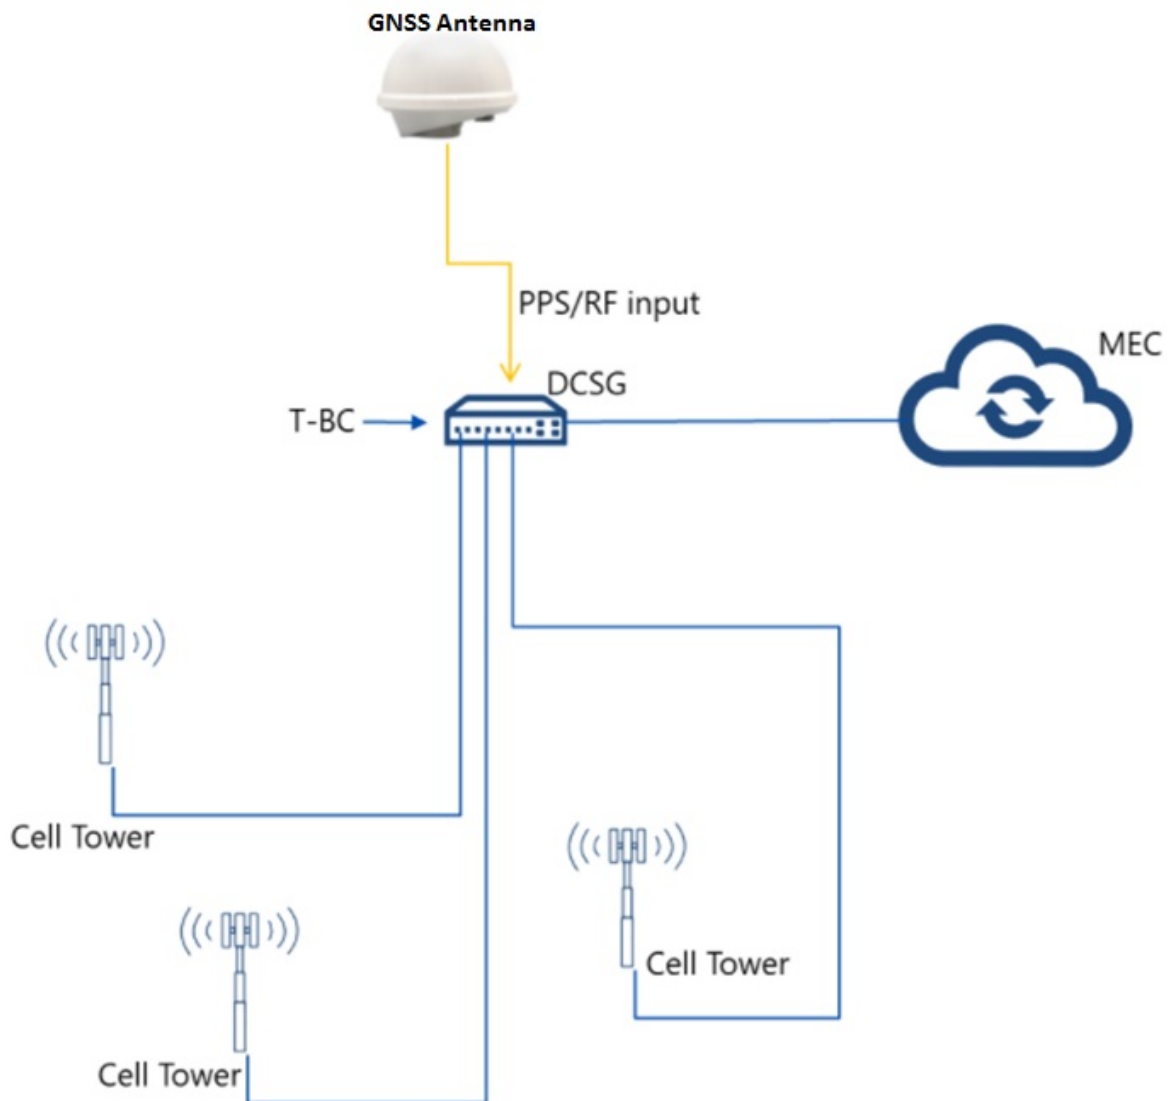 GNSS Antenna
PPS/RF input
MEC
DCSG
T-BC
Cell Tower
Cell Tower
Cell Tower